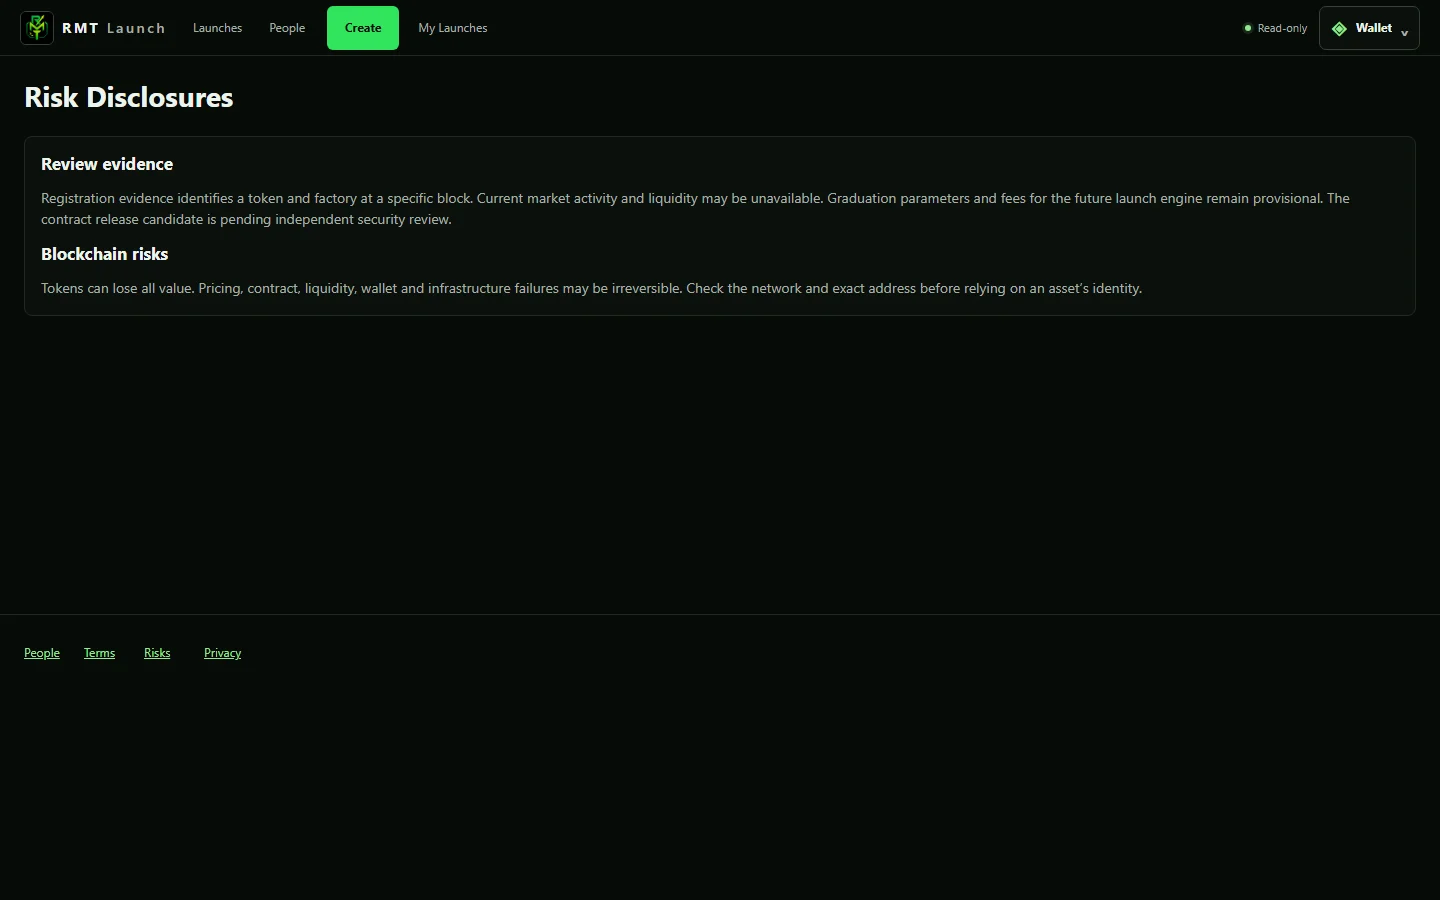 RMT Launch
Launches
People
Create
My Launches
Read-only
Wallet
Risk Disclosures
Review evidence
Registration evidence identifies a token and factory at a specific block. Current market activity and liquidity may be unavailable. Graduation parameters and fees for the future launch engine remain provisional. The
contract release candidate is pending independent security review.
Blockchain risks
Tokens can lose all value. Pricing, contract, liquidity, wallet and infrastructure failures may be irreversible. Check the network and exact address before relying on an asset’s identity.
People
Terms
Risks
Privacy